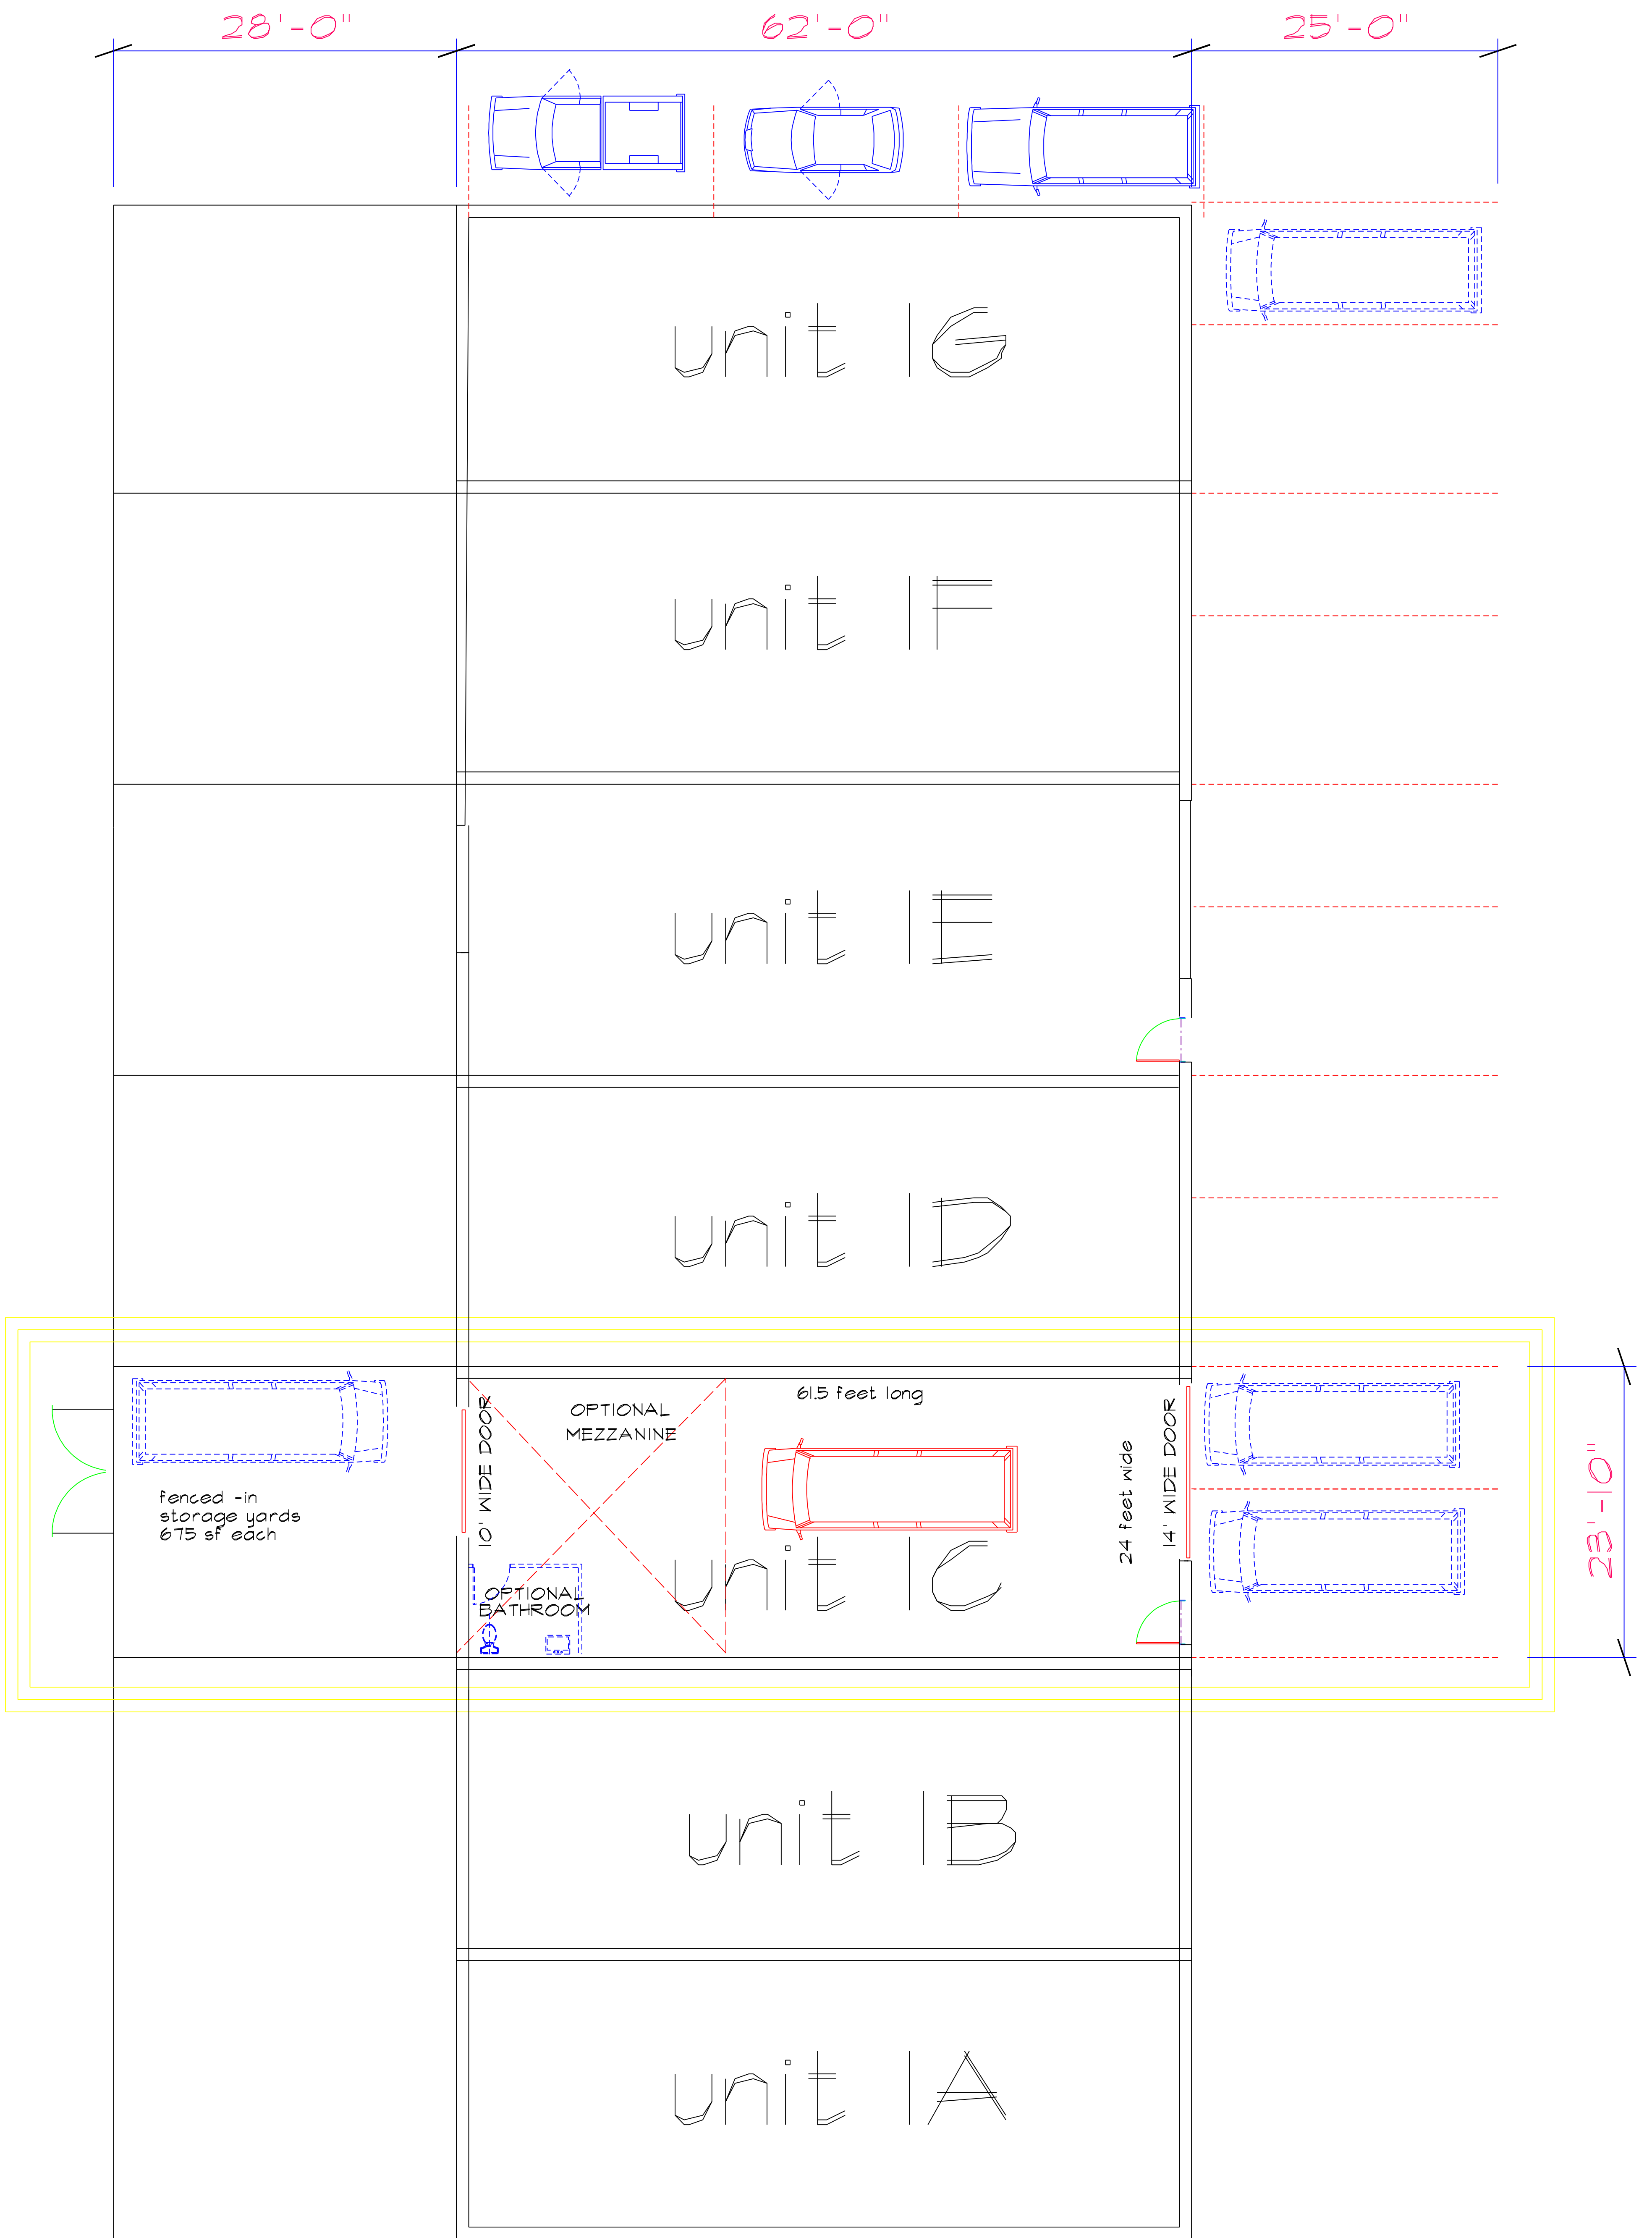 28'-0"
62'-0"
25'-0"
unit 1G
unit 1F
unit 1E
unit 1D
61.5 feet long
OPTIONAL
MEZZANINE
10' WIDE DOOR
24 feet wide
14' WIDE DOOR
23'-10"
fenced -in
storage yards
675 sf each
unit 1C
OPTIONAL
BATHROOM
unit 1B
unit 1A